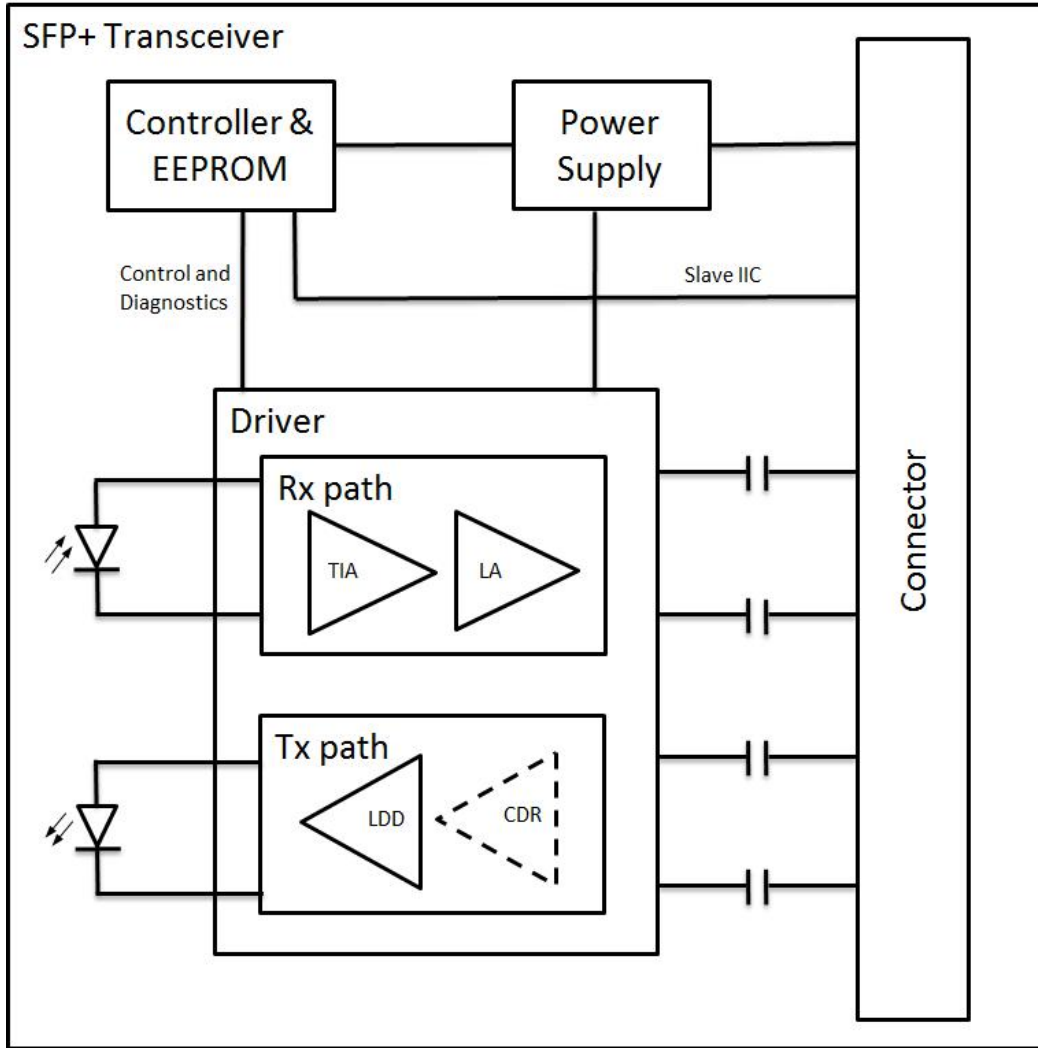 SFP+ Transceiver
Controller &
EEPROM
Power
Supply
Control and
Diagnostics
Slave IIC
Driver
Rx path
TIA
LA
Connector
Tx path
LDD
CDR